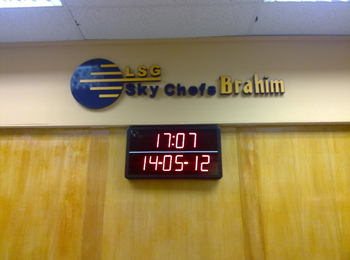 LSG
Sky Chefs Brahim
17:07
14-05-12